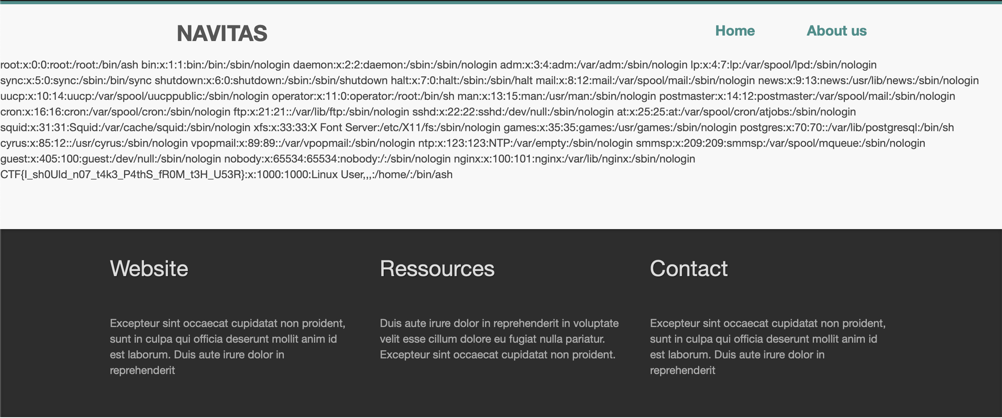 NAVITAS
Home
About us
root:x:0:0:root:/root:/bin/ash bin:x:1:1:bin:/bin:/sbin/nologin daemon:x:2:2:daemon:/sbin:/sbin/nologin adm:x:3:4:adm:/var/adm:/sbin/nologin lp:x:4:7:lp:/var/spool/lpd:/sbin/nologin
sync:x:5:0:sync:/sbin:/bin/sync shutdown:x:6:0:shutdown:/sbin:/sbin/shutdown halt:x:7:0:halt:/sbin:/sbin/halt mail:x:8:12:mail:/var/spool/mail:/sbin/nologin news:x:9:13:news:/usr/lib/news:/sbin/nologin
uucp:x:10:14:uucp:/var/spool/uucppublic:/sbin/nologin operator:x:11:0:operator:/root:/bin/sh man:x:13:15:man:/usr/man:/sbin/nologin postmaster:x:14:12:postmaster:/var/spool/mail:/sbin/nologin
cron:x:16:16:cron:/var/spool/cron:/sbin/nologin ftp:x:21:21::/var/lib/ftp:/sbin/nologin sshd:x:22:22:sshd:/dev/null:/sbin/nologin at:x:25:25:at:/var/spool/cron/atjobs:/sbin/nologin
squid:x:31:31:Squid:/var/cache/squid:/sbin/nologin xfs:x:33:33:X Font Server:/etc/X11/fs:/sbin/nologin games:x:35:35:games:/usr/games:/sbin/nologin postgres:x:70:70::/var/lib/postgresql:/bin/sh
cyrus:x:85:12::/usr/cyrus:/sbin/nologin vpopmail:x:89:89::/var/vpopmail:/sbin/nologin ntp:x:123:123:NTP:/var/empty:/sbin/nologin smmsp:x:209:209:smmsp:/var/spool/mqueue:/sbin/nologin
guest:x:405:100:guest:/dev/null:/sbin/nologin nobody:x:65534:65534:nobody:/:/sbin/nologin nginx:x:100:101:nginx:/var/lib/nginx:/sbin/nologin
CTF{I_sh0Uld_n07_t4k3_P4thS_fR0M_t3H_U53R}:x:1000:1000:Linux User,,,:/home/:/bin/ash
Website
Excepteur sint occaecat cupidatat non proident,
sunt in culpa qui officia deserunt mollit anim id
est laborum. Duis aute irure dolor in
reprehenderit
Ressources
Duis aute irure dolor in reprehenderit in voluptate
velit esse cillum dolore eu fugiat nulla pariatur.
Excepteur sint occaecat cupidatat non proident.
Contact
Excepteur sint occaecat cupidatat non proident,
sunt in culpa qui officia deserunt mollit anim id
est laborum. Duis aute irure dolor in
reprehenderit